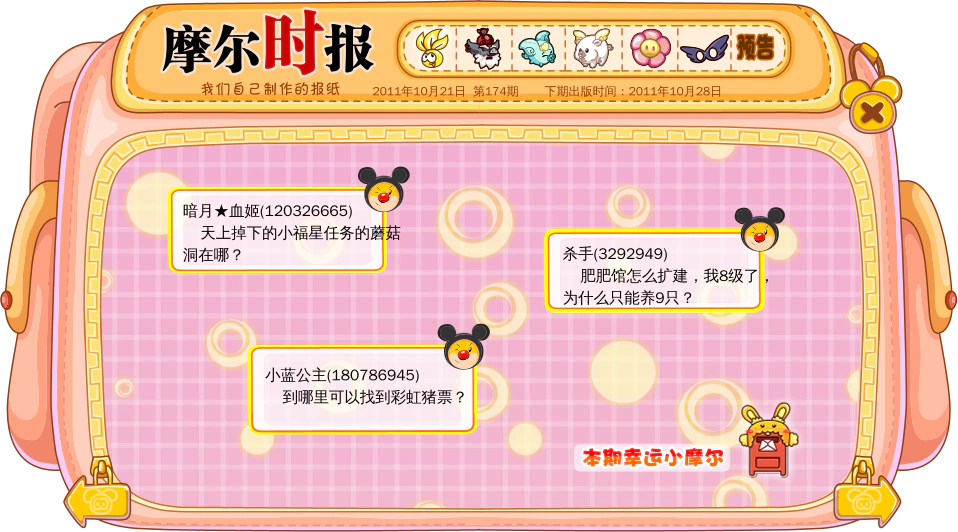 摩尔时报
预告
我们自己制作的报纸
2011年10月21日 第174期
下期出版时间：2011年10月28日
暗月★血姬(120326665)
天上掉下的小福星任务的蘑菇
洞在哪？
杀手(3292949)
肥肥馆怎么扩建，我8级了，
为什么只能养9只？
小蓝公主(180786945)
到哪里可以找到彩虹猪票？
本期幸运小摩尔